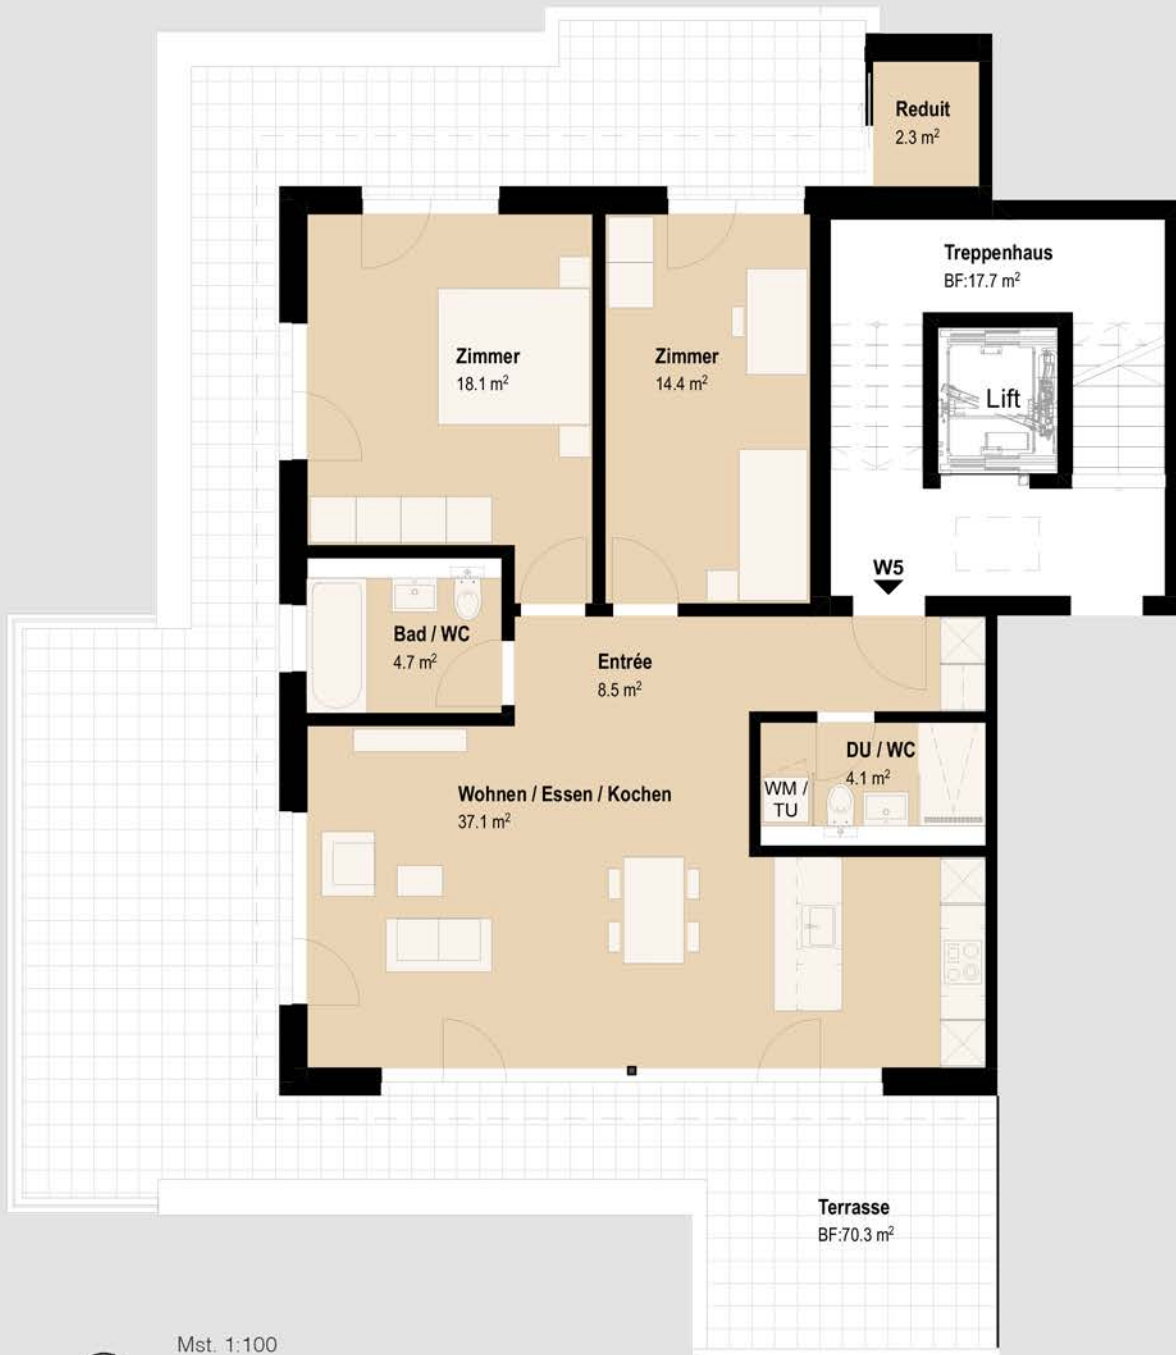 Reduit
2.3 m²
Treppenhaus
BF:17.7 m²
Zimmer
18.1 m²
Zimmer
14.4 m²
Lift
W5
Bad / WC
4.7 m²
Entrée
8.5 m²
DU / WC
4.1 m²
WM /
TU
Wohnen / Essen / Kochen
37.1 m²
Terrasse
BF:70.3 m²
Mst. 1:100